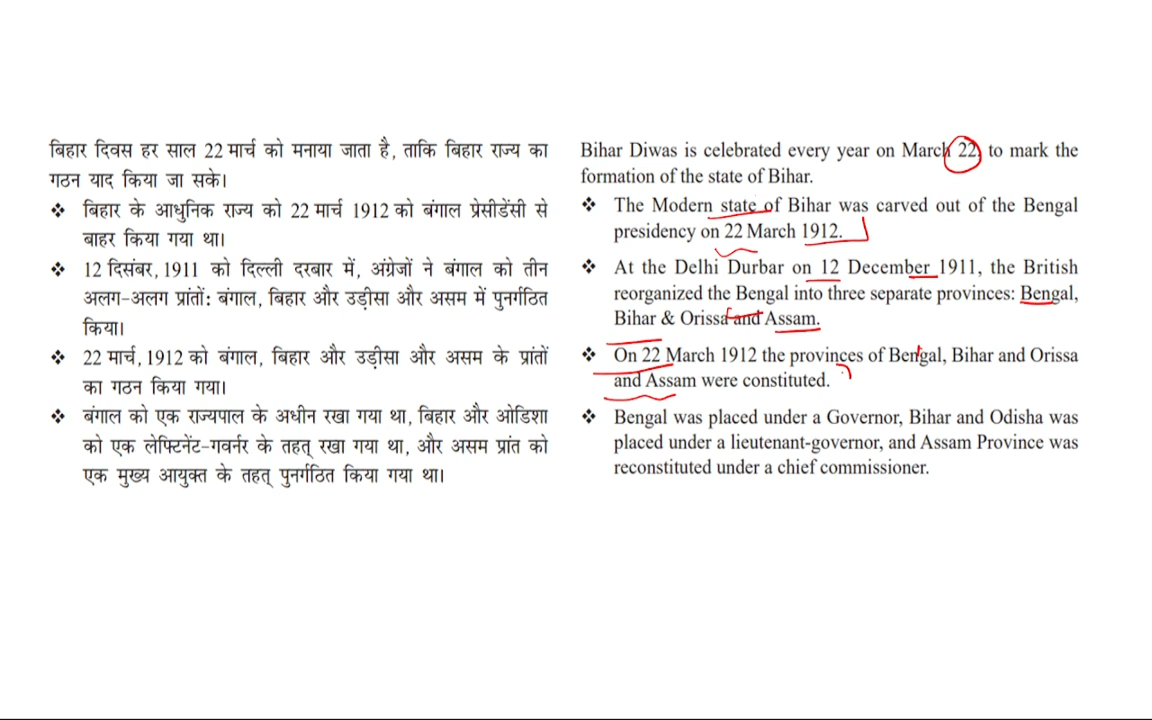 बिहार दिवस हर साल 22 मार्च को मनाया जाता है, ताकि बिहार राज्य का
गठन याद किया जा सके।
❖ बिहार के आधुनिक राज्य को 22 मार्च 1912 को बंगाल प्रेसीडेंसी से
बाहर किया गया था।
❖ 12 दिसंबर, 1911 को दिल्ली दरबार में, अंग्रेजों ने बंगाल को तीन
अलग-अलग प्रांतों: बंगाल, बिहार और उड़ीसा और असम में पुनर्गठित
किया।
❖ 22 मार्च, 1912 को बंगाल, बिहार और उड़ीसा और असम के प्रांतों
का गठन किया गया।
❖ बंगाल को एक राज्यपाल के अधीन रखा गया था, बिहार और ओडिशा
को एक लेफ्टिनेंट-गवर्नर के तहत् रखा गया था, और असम प्रांत को
एक मुख्य आयुक्त के तहत् पुनर्गठित किया गया था।
Bihar Diwas is celebrated every year on March 22, to mark the
formation of the state of Bihar.
❖ The Modern state of Bihar was carved out of the Bengal
presidency on 22 March 1912.
❖ At the Delhi Durbar on 12 December 1911, the British
reorganized the Bengal into three separate provinces: Bengal,
Bihar & Orissa and Assam.
❖ On 22 March 1912 the provinces of Bengal, Bihar and Orissa
and Assam were constituted.
❖ Bengal was placed under a Governor, Bihar and Odisha was
placed under a lieutenant-governor, and Assam Province was
reconstituted under a chief commissioner.